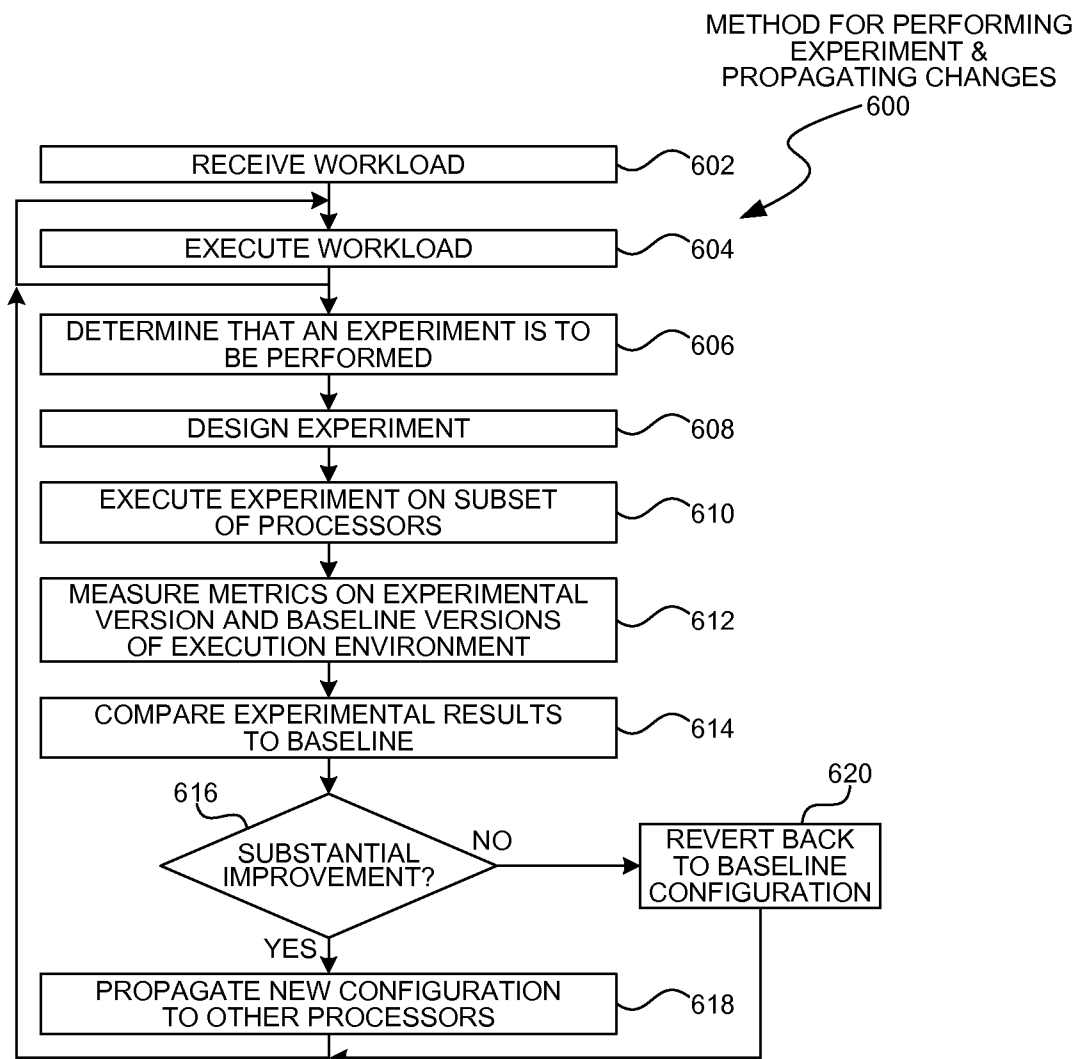 METHOD FOR PERFORMING
EXPERIMENT &
PROPAGATING CHANGES
600
RECEIVE WORKLOAD
602
EXECUTE WORKLOAD
604
DETERMINE THAT AN EXPERIMENT IS TO
BE PERFORMED
606
DESIGN EXPERIMENT
608
EXECUTE EXPERIMENT ON SUBSET
OF PROCESSORS
610
MEASURE METRICS ON EXPERIMENTAL
VERSION AND BASELINE VERSIONS
OF EXECUTION ENVIRONMENT
612
COMPARE EXPERIMENTAL RESULTS
TO BASELINE
614
616
SUBSTANTIAL
IMPROVEMENT?
NO
620
REVERT BACK
TO BASELINE
CONFIGURATION
YES
PROPAGATE NEW CONFIGURATION
TO OTHER PROCESSORS
618